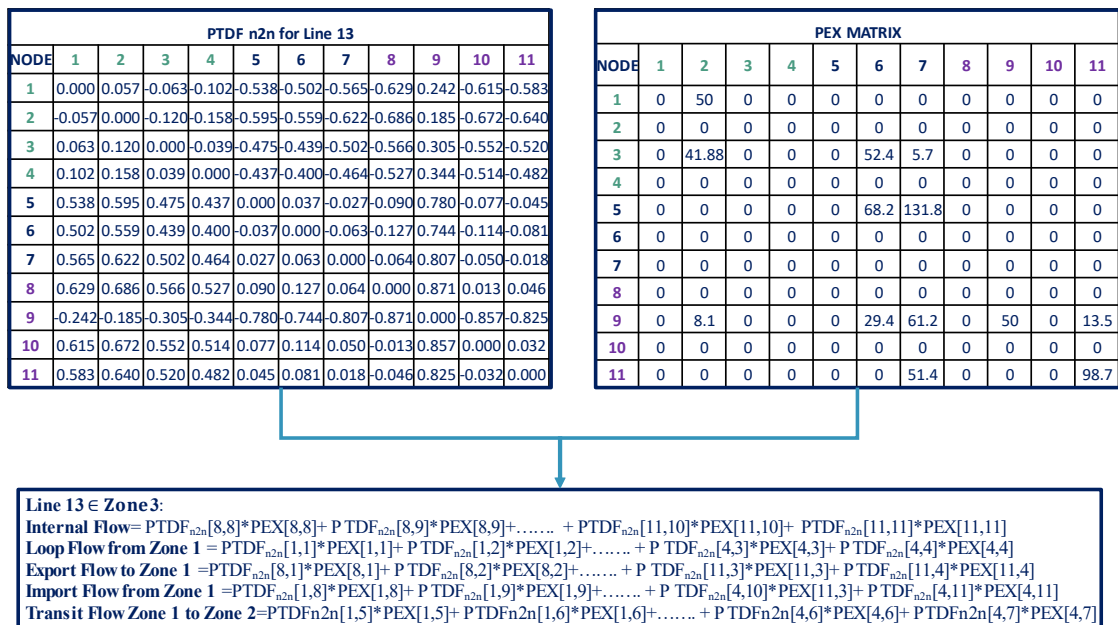 PTDF n2n for Line 13
NODE 1 2 3 4 5 6 7 8 9 10 11
1 0.000 0.057 -0.063 -0.102 -0.538 -0.502 -0.565 -0.629 0.242 -0.615 -0.583
2 -0.057 0.000 -0.120 -0.158 -0.595 -0.559 -0.622 -0.686 0.185 -0.672 -0.640
3 0.063 0.120 0.000 -0.039 -0.475 -0.439 -0.502 -0.566 0.305 -0.552 -0.520
4 0.102 0.158 0.039 0.000 -0.437 -0.400 -0.464 -0.527 0.344 -0.514 -0.482
5 0.538 0.595 0.475 0.437 0.000 0.037 -0.027 -0.090 0.780 -0.077 -0.045
6 0.502 0.559 0.439 0.400 -0.037 0.000 -0.063 -0.127 0.744 -0.114 -0.081
7 0.565 0.622 0.502 0.464 0.027 0.063 0.000 -0.064 0.807 -0.050 -0.018
8 0.629 0.686 0.566 0.527 0.090 0.127 0.064 0.000 0.871 0.013 0.046
9 -0.242 -0.185 -0.305 -0.344 -0.780 -0.744 -0.807 -0.871 0.000 -0.857 -0.825
10 0.615 0.672 0.552 0.514 0.077 0.114 0.050 -0.013 0.857 0.000 0.032
11 0.583 0.640 0.520 0.482 0.045 0.081 0.018 -0.046 0.825 -0.032 0.000
PEX MATRIX
NODE 1 2 3 4 5 6 7 8 9 10 11
1 0 50 0 0 0 0 0 0 0 0 0
2 0 0 0 0 0 0 0 0 0 0 0
3 0 41.88 0 0 0 52.4 5.7 0 0 0 0
4 0 0 0 0 0 0 0 0 0 0 0
5 0 0 0 0 0 68.2 131.8 0 0 0 0
6 0 0 0 0 0 0 0 0 0 0 0
7 0 0 0 0 0 0 0 0 0 0 0
8 0 0 0 0 0 0 0 0 0 0 0
9 0 8.1 0 0 0 29.4 61.2 0 50 0 13.5
10 0 0 0 0 0 0 0 0 0 0 0
11 0 0 0 0 0 0 51.4 0 0 0 98.7
Line 13 ∈ Zone 3:
Internal Flow= PTDFn2n[8,8]*PEX[8,8]+ P TDFn2n[8,9]*PEX[8,9]+…….. + PTDFn2n[11,10]*PEX[11,10]+ PTDFn2n[11,11]*PEX[11,11]
Loop Flow from Zone 1 = PTDFn2n[1,1]*PEX[1,1]+ P TDFn2n[1,2]*PEX[1,2]+…….. + P TDFn2n[4,3]*PEX[4,3]+ P TDFn2n[4,4]*PEX[4,4]
Export Flow to Zone 1 =PTDFn2n[8,1]*PEX[8,1]+ P TDFn2n[8,2]*PEX[8,2]+…….. + P TDFn2n[11,3]*PEX[11,3]+ P TDFn2n[11,4]*PEX[11,4]
Import Flow from Zone 1 =PTDFn2n[1,8]*PEX[1,8]+ P TDFn2n[1,9]*PEX[1,9]+…….. + P TDFn2n[4,10]*PEX[11,3]+ P TDFn2n[4,11]*PEX[4,11]
Transit Flow Zone 1 to Zone 2=PTDFn2n[1,5]*PEX[1,5]+ PTDFn2n[1,6]*PEX[1,6]+…….. + P TDFn2n[4,6]*PEX[4,6]+ PTDFn2n[4,7]*PEX[4,7]